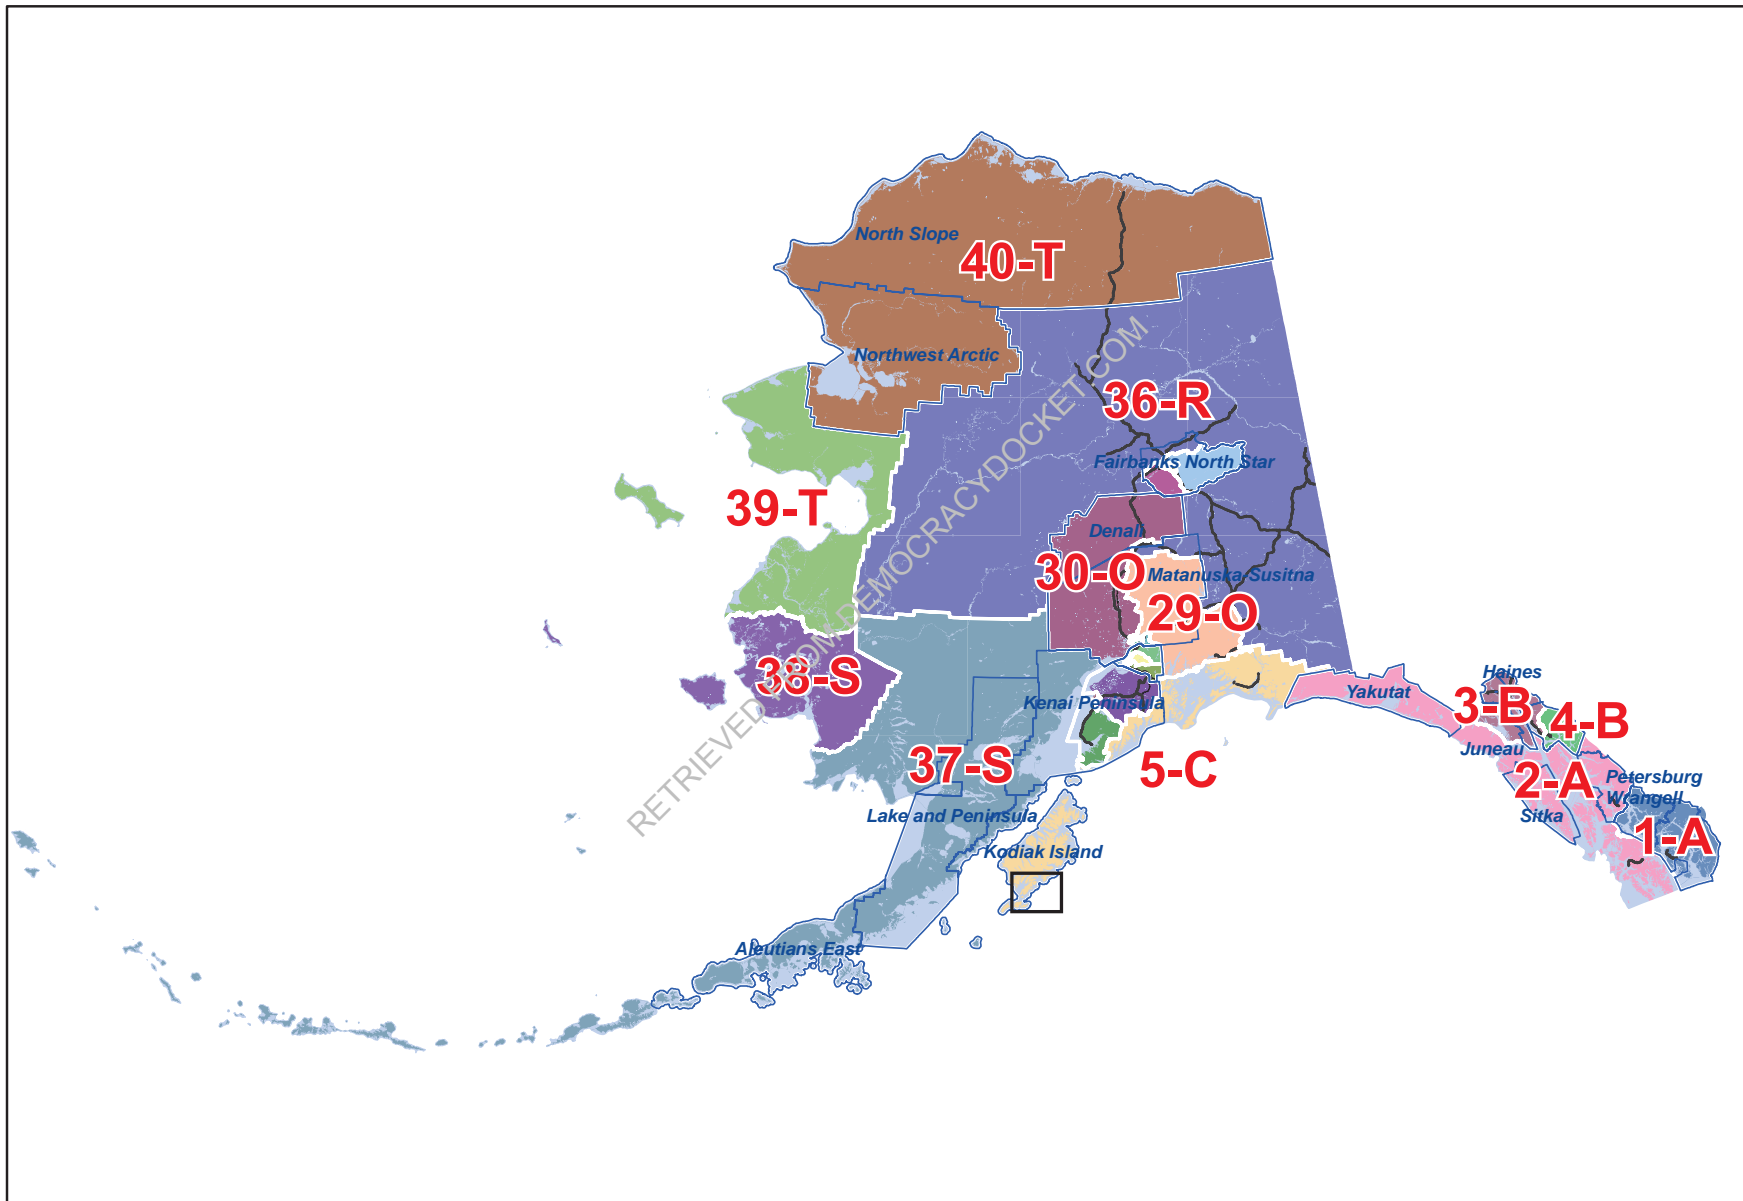 North Slope
40-T
Northwest Arctic
36-R
Fairbanks North Star
39-T
Denali
30-O
Matanuska-Susitna
29-O
38-S
Kenai Peninsula
37-S
5-C
Lake and Peninsula
Kodiak Island
Aleutians East
Yakutat
Haines
3-B
4-B
Juneau
2-A
Petersburg
Wrangell
Sitka
1-A
RETRIEVED FROM DEMOCRACYDOCKET.COM